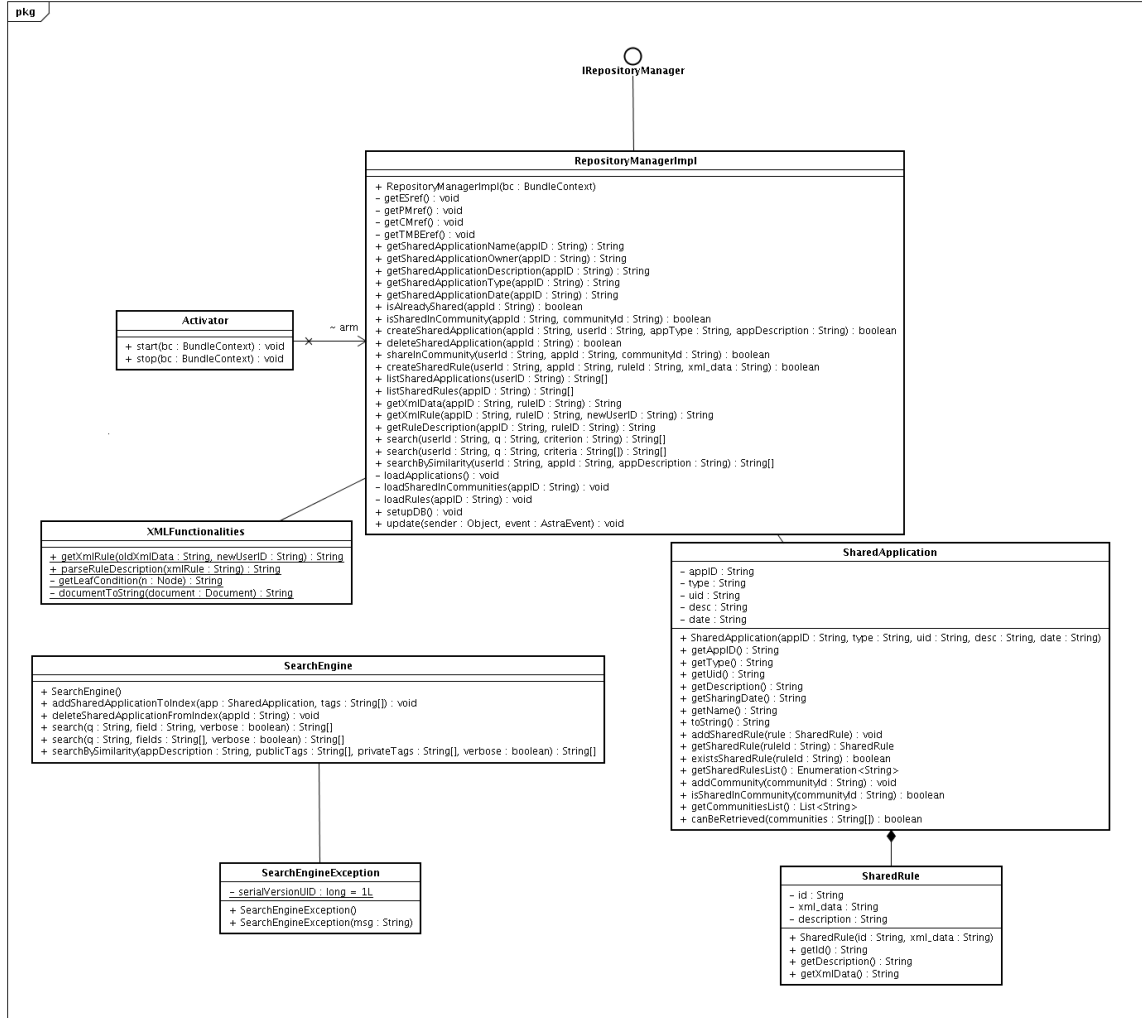 pkg
IRepositoryManager
RepositoryManagerImpl
+ RepositoryManagerImpl(bc : BundleContext)
- getESref() : void
- getPMref() : void
- getCMref() : void
- getTMBEref() : void
+ getSharedApplicationName(appID : String) : String
+ getSharedApplicationOwner(appID : String) : String
+ getSharedApplicationDescription(appID : String) : String
+ getSharedApplicationType(appID : String) : String
+ getSharedApplicationDate(appID : String) : String
+ isAlreadyShared(appId : String) : boolean
+ isSharedInCommunity(appId : String, communityId : String) : boolean
+ createSharedApplication(appId : String, userId : String, appType : String, appDescription : String) : boolean
+ deleteSharedApplication(appId : String) : boolean
+ shareInCommunity(userId : String, appId : String, communityId : String) : boolean
+ createSharedRule(userId : String, appId : String, ruleId : String, xml_data : String) : boolean
+ listSharedApplications(userID : String) : String[]
+ listSharedRules(appID : String) : String[]
+ getXmlData(appID : String, ruleID : String) : String
+ getXmlRule(appID : String, ruleID : String, newUserID : String) : String
+ getRuleDescription(appID : String, ruleID : String) : String
+ search(userId : String, q : String, criterion : String) : String[]
+ search(userId : String, q : String, criteria : String[]) : String[]
+ searchBySimilarity(userId : String, appId : String, appDescription : String) : String[]
- loadApplications() : void
- loadSharedInCommunities(appID : String) : void
- loadRules(appID : String) : void
+ setupDB() : void
+ update(sender : Object, event : AstraEvent) : void
Activator
+ start(bc : BundleContext) : void
+ stop(bc : BundleContext) : void
~ arm
XMLFunctionalities
+ getXmlRule(oldXmlData : String, newUserID : String) : String
+ parseRuleDescription(xmlRule : String) : String
- getLeafCondition(n : Node) : String
- documentToString(document : Document) : String
SharedApplication
- appID : String
- type : String
- uid : String
- desc : String
- date : String
+ SharedApplication(appID : String, type : String, uid : String, desc : String, date : String)
+ getAppID() : String
+ getType() : String
+ getUid() : String
+ getDescription() : String
+ getSharingDate() : String
+ getName() : String
+ toString() : String
+ addSharedRule(rule : SharedRule) : void
+ getSharedRule(ruleId : String) : SharedRule
+ existsSharedRule(ruleId : String) : boolean
+ getSharedRulesList() : Enumeration<String>
+ addCommunity(communityId : String) : void
+ isSharedInCommunity(communityId : String) : boolean
+ getCommunitiesList() : List<String>
+ canBeRetrieved(communities : String[]) : boolean
SearchEngine
+ SearchEngine()
+ addSharedApplicationToIndex(app : SharedApplication, tags : String[]) : void
+ deleteSharedApplicationFromIndex(appId : String) : void
+ search(q : String, field : String, verbose : boolean) : String[]
+ search(q : String, fields : String[], verbose : boolean) : String[]
+ searchBySimilarity(appDescription : String, publicTags : String[], privateTags : String[], verbose : boolean) : String[]
SearchEngineException
- serialVersionUID : long = 1L
+ SearchEngineException()
+ SearchEngineException(msg : String)
SharedRule
- id : String
- xml_data : String
- description : String
+ SharedRule(id : String, xml_data : String)
+ getId() : String
+ getDescription() : String
+ getXmlData() : String